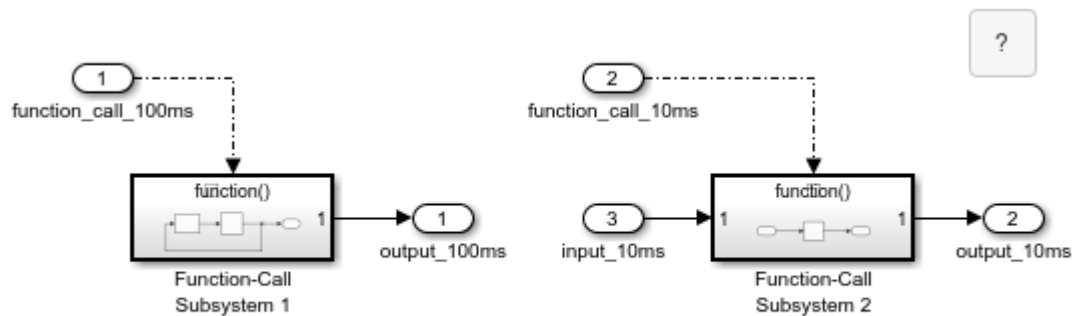 ?
1
2
function_call_100ms
function_call_10ms
function()
function()
1
1
3
1
1
2
output_100ms
input_10ms
output_10ms
Function-Call
Subsystem 1
Function-Call
Subsystem 2